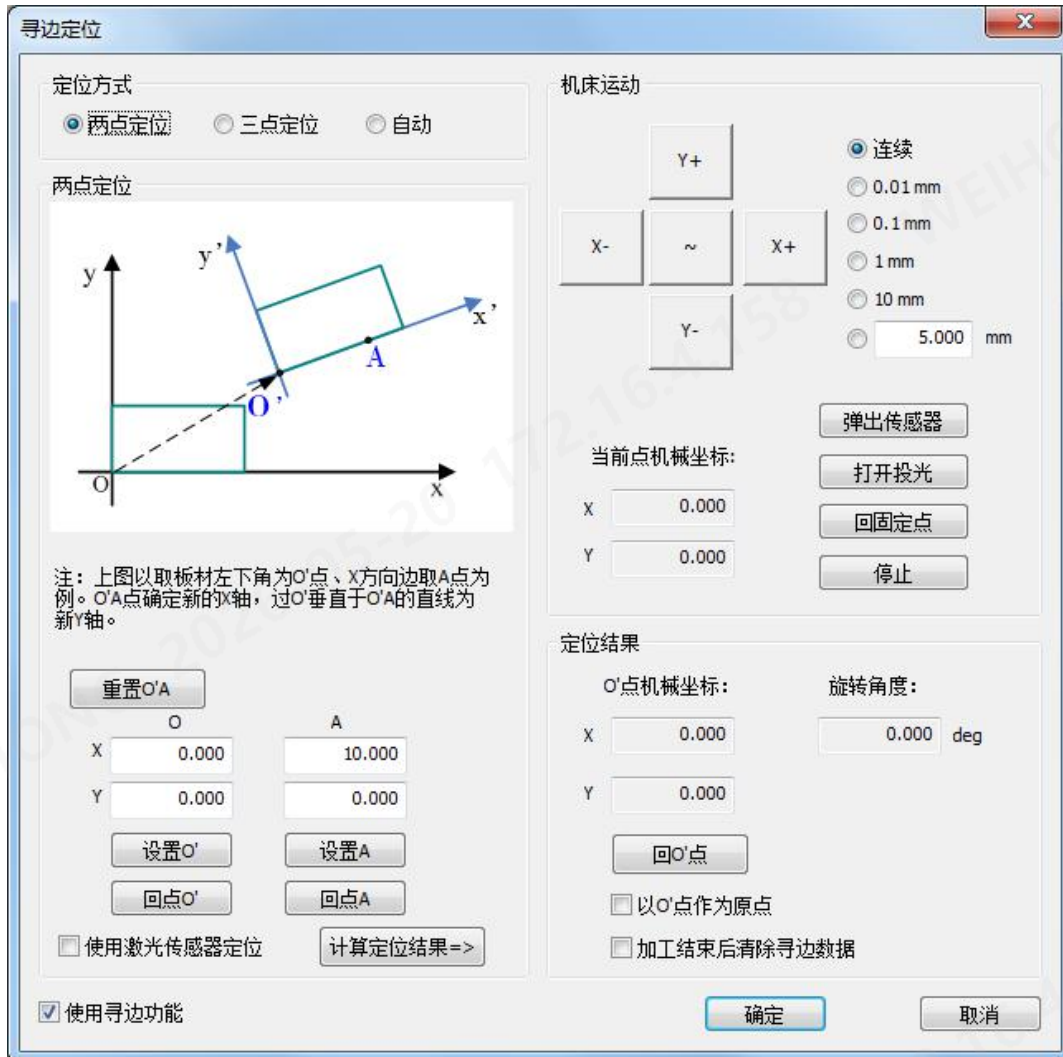 寻边定位
定位方式
两点定位 三点定位 自动
两点定位
y
y’
x’
A
O’
O
x
注：上图以取板材左下角为O'点、X方向边取A点为
例。O'A点确定新的X轴，过O'垂直于O'A的直线为
新Y轴。
重置O'A
O A
X 0.000 10.000
Y 0.000 0.000
设置O' 设置A
回点O' 回点A
使用激光传感器定位 计算定位结果=>
使用寻边功能
机床运动
Y+
X- ~ X+
Y-
连续
0.01 mm
0.1 mm
1 mm
10 mm
5.000 mm
当前点机械坐标:
X 0.000
Y 0.000
弹出传感器
打开投光
回固定点
停止
定位结果
O'点机械坐标: 旋转角度:
X 0.000 0.000 deg
Y 0.000
回O'点
以O'点作为原点
加工结束后清除寻边数据
确定 取消